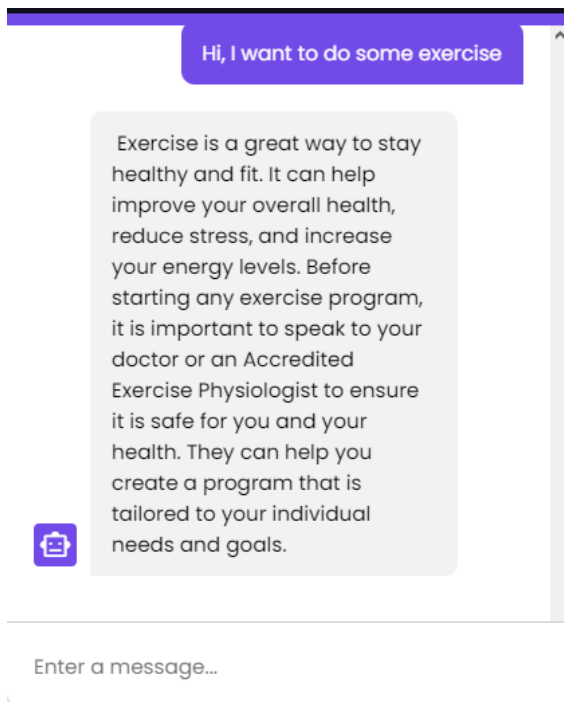 Hi, I want to do some exercise
Exercise is a great way to stay
healthy and fit. It can help
improve your overall health,
reduce stress, and increase
your energy levels. Before
starting any exercise program,
it is important to speak to your
doctor or an Accredited
Exercise Physiologist to ensure
it is safe for you and your
health. They can help you
create a program that is
tailored to your individual
needs and goals.
Enter a message...